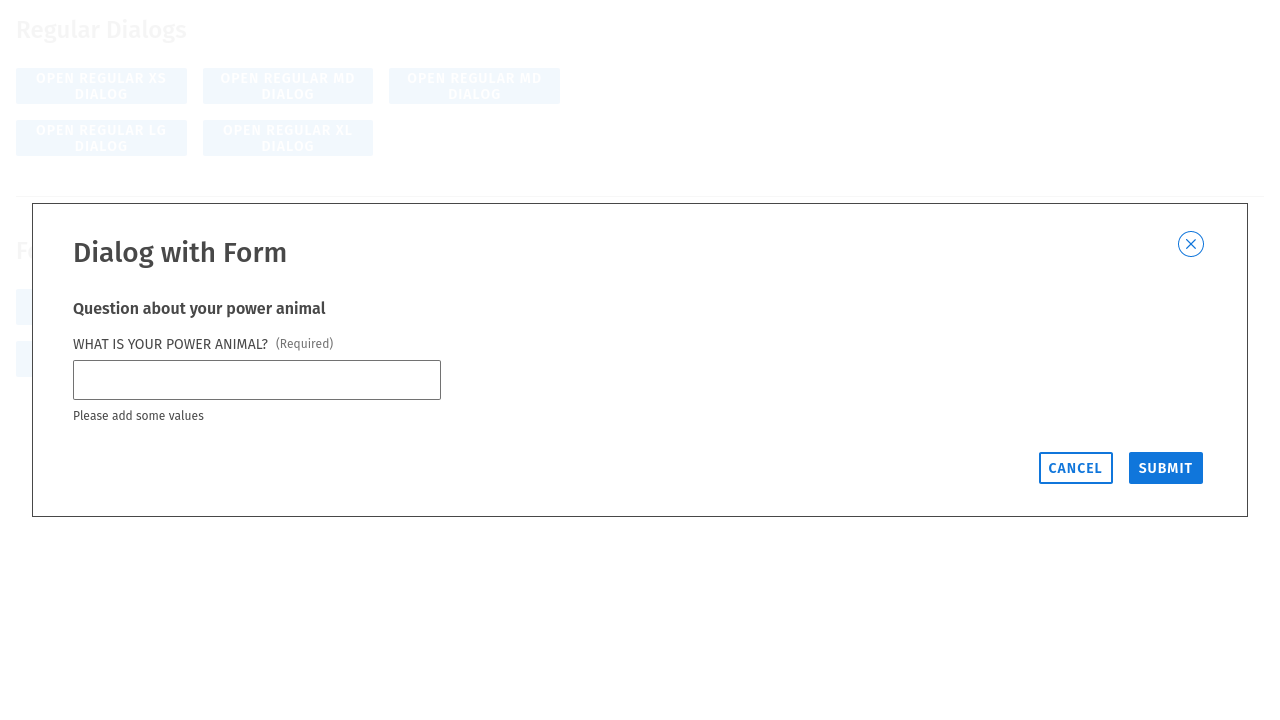 Regular Dialogs
OPEN REGULAR XS DIALOG
OPEN REGULAR MD DIALOG
OPEN REGULAR MD DIALOG
OPEN REGULAR LG DIALOG
OPEN REGULAR XL DIALOG
Dialog with Form
Question about your power animal
WHAT IS YOUR POWER ANIMAL? (Required)
Please add some values
CANCEL
SUBMIT